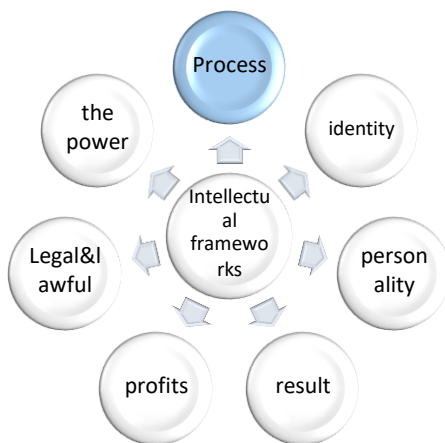 Process
the
power
identity
Intellectu
al
framewo
rks
Legal&l
awful
person
ality
profits
result